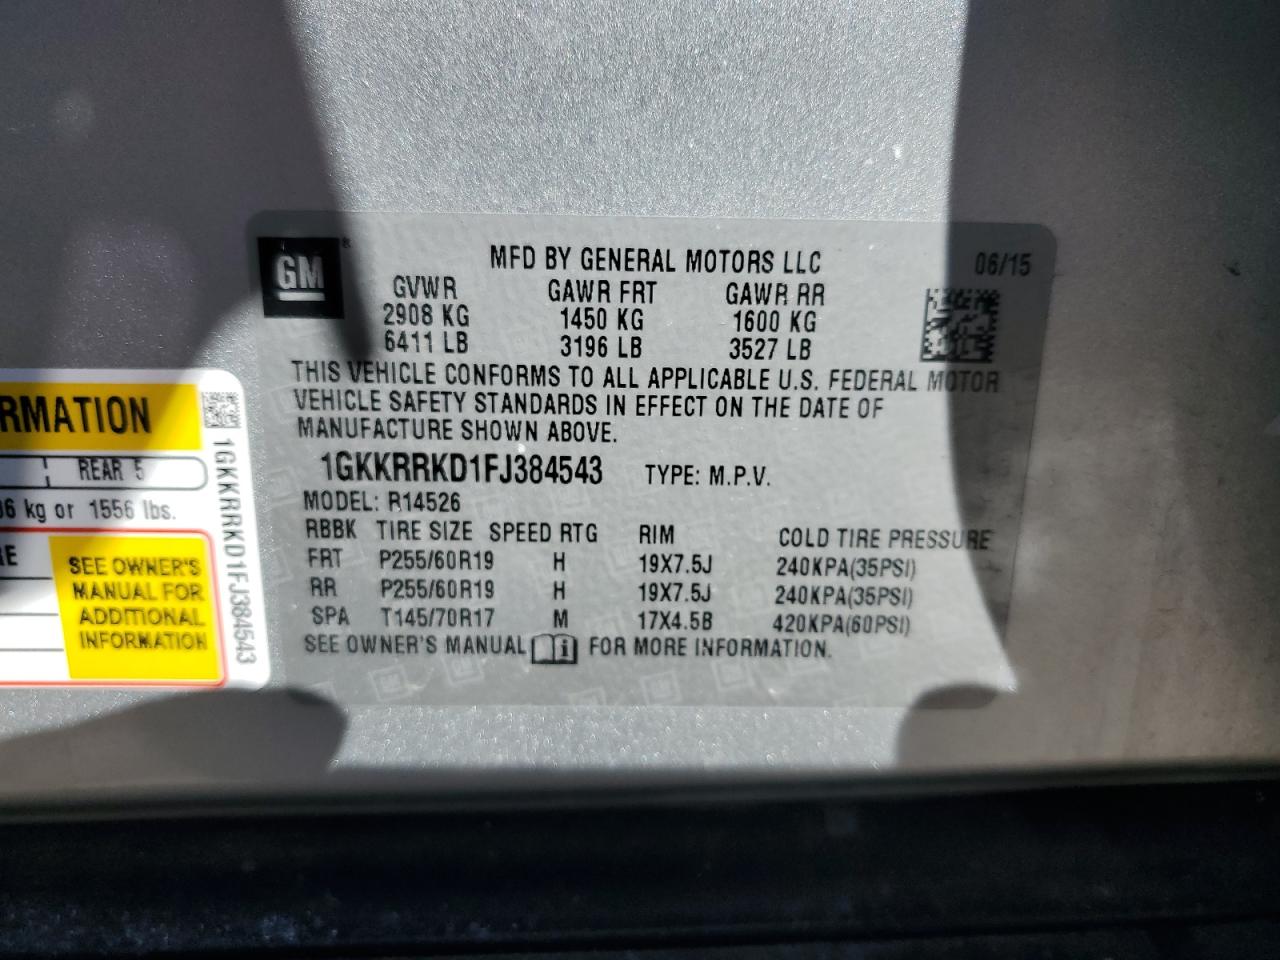 GM
MFD BY GENERAL MOTORS LLC
06/15
GVWR GAWR FRT GAWR RR
2908 KG 1450 KG 1600 KG
6411 LB 3196 LB 3527 LB
THIS VEHICLE CONFORMS TO ALL APPLICABLE U.S. FEDERAL MOTOR
VEHICLE SAFETY STANDARDS IN EFFECT ON THE DATE OF
MANUFACTURE SHOWN ABOVE.
1GKKRRKD1FJ384543 TYPE: M.P.V.
MODEL: R14526
RBBK TIRE SIZE SPEED RTG RIM COLD TIRE PRESSURE
FRT P255/60R19 H 19X7.5J 240KPA(35PSI)
RR P255/60R19 H 19X7.5J 240KPA(35PSI)
SPA T145/70R17 M 17X4.5B 420KPA(60PSI)
SEE OWNER'S MANUAL FOR MORE INFORMATION.
RMATION
REAR 5
kg or 1556 lbs.
SEE OWNER'S
MANUAL FOR
ADDITIONAL
INFORMATION
1GKKRRKD1FJ384543